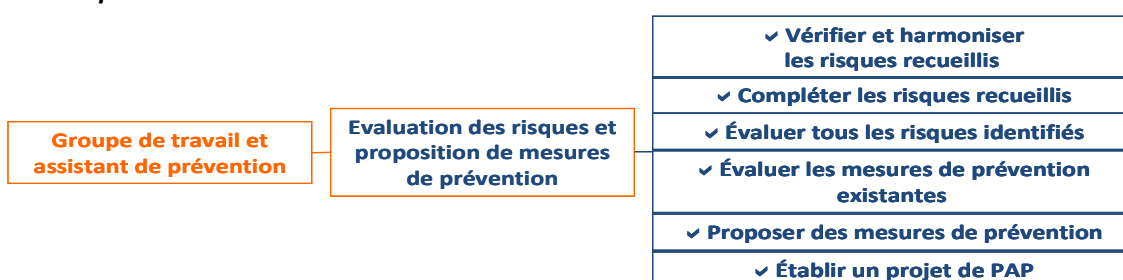 Groupe de travail et
assistant de prévention
Evaluation des risques et
proposition de mesures
de prévention
✓ Vérifier et harmoniser
les risques recueillis
✓ Compléter les risques recueillis
✓ Évaluer tous les risques identifiés
✓ Évaluer les mesures de prévention
existantes
✓ Proposer des mesures de prévention
✓ Établir un projet de PAP